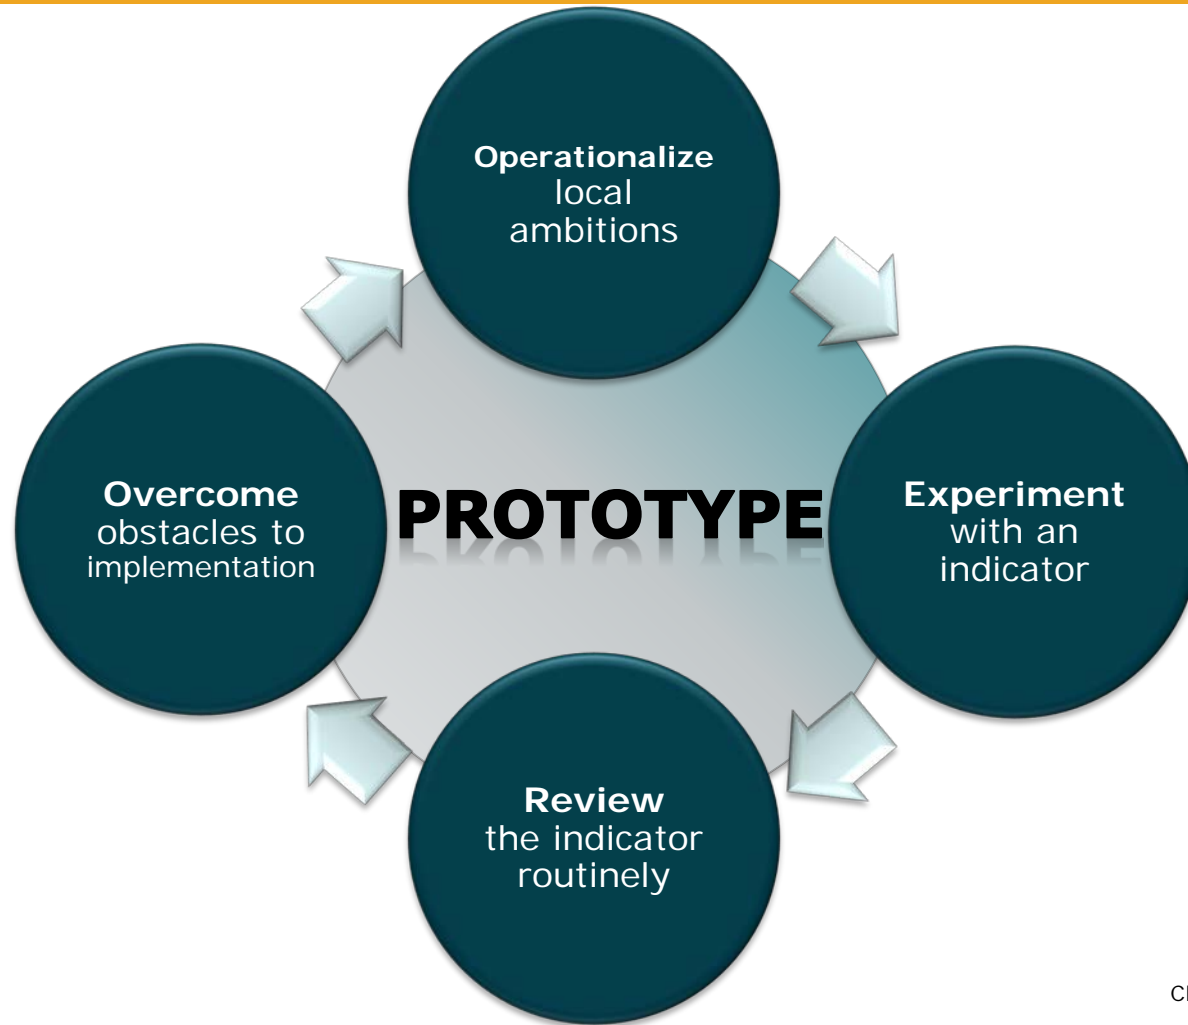 Operationalize
local
ambitions
Overcome
obstacles to
implementation
PROTOTYPE
Experiment
with an
indicator
Review
the indicator
routinely